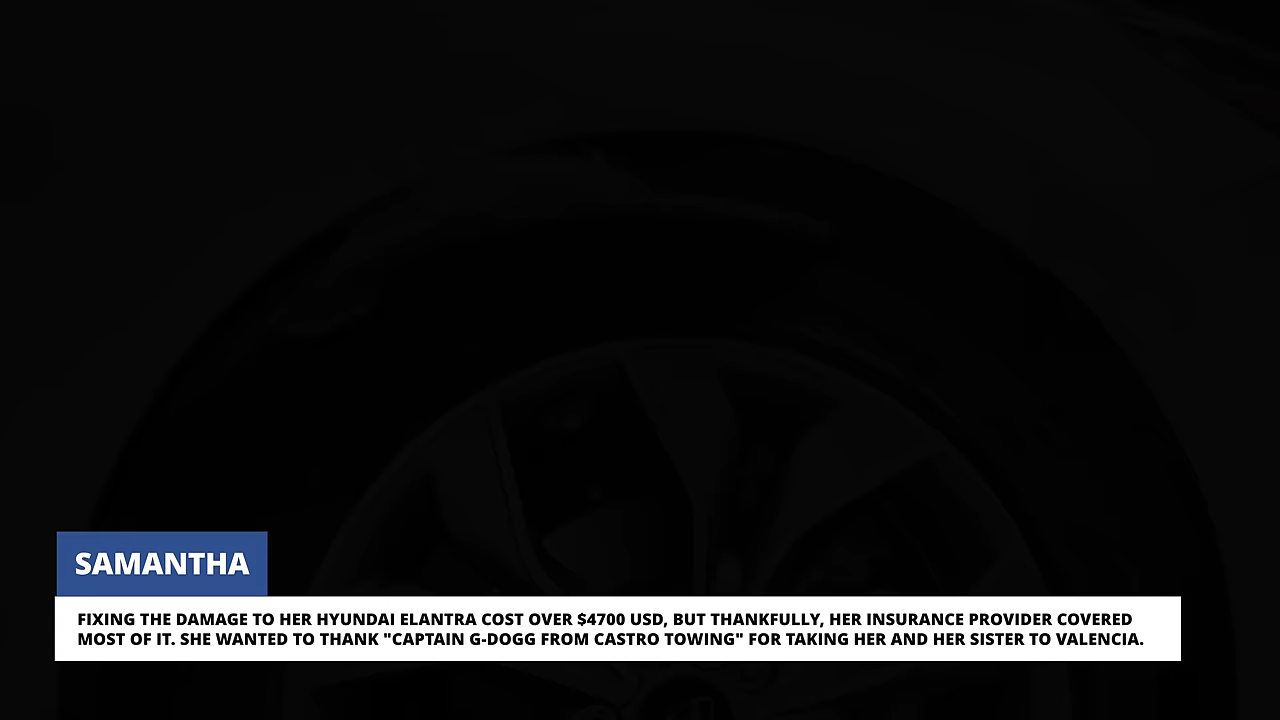 SAMANTHA
FIXING THE DAMAGE TO HER HYUNDAI ELANTRA COST OVER $4700 USD, BUT THANKFULLY, HER INSURANCE PROVIDER COVERED
MOST OF IT. SHE WANTED TO THANK "CAPTAIN G-DOGG FROM CASTRO TOWING" FOR TAKING HER AND HER SISTER TO VALENCIA.